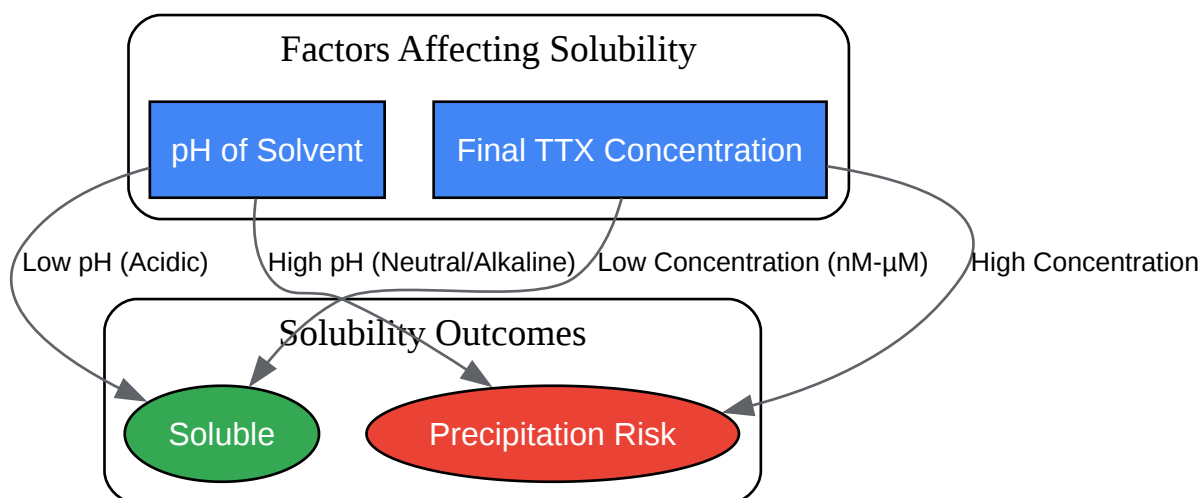 Factors Affecting Solubility
pH of Solvent
Final TTX Concentration
Low pH (Acidic)
High pH (Neutral/Alkaline)
Low Concentration (nM-µM)
High Concentration
Solubility Outcomes
Soluble
Precipitation Risk